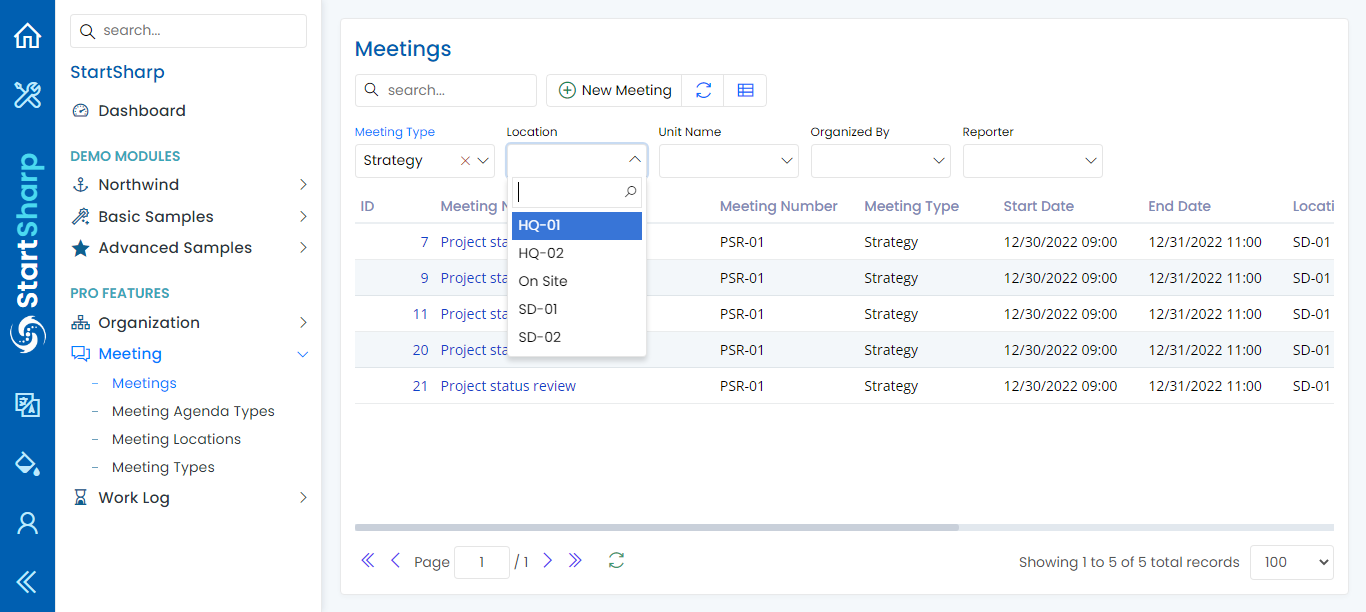 search...
StartSharp
Dashboard
DEMO MODULES
Northwind
Basic Samples
Advanced Samples
PRO FEATURES
Organization
Meeting
Meetings
Meeting Agenda Types
Meeting Locations
Meeting Types
Work Log
StartSharp
Meetings
search...
New Meeting
Meeting Type Location Unit Name Organized By Reporter
Strategy
HQ-01
HQ-02
On Site
SD-01
SD-02
ID Meeting N Meeting Number Meeting Type Start Date End Date Locati
7 Project sta PSR-01 Strategy 12/30/2022 09:00 12/31/2022 11:00 SD-01
9 Project sta PSR-01 Strategy 12/30/2022 09:00 12/31/2022 11:00 SD-01
11 Project sta PSR-01 Strategy 12/30/2022 09:00 12/31/2022 11:00 SD-01
20 Project sta PSR-01 Strategy 12/30/2022 09:00 12/31/2022 11:00 SD-01
21 Project status review PSR-01 Strategy 12/30/2022 09:00 12/31/2022 11:00 SD-01
Page 1 / 1
Showing 1 to 5 of 5 total records 100